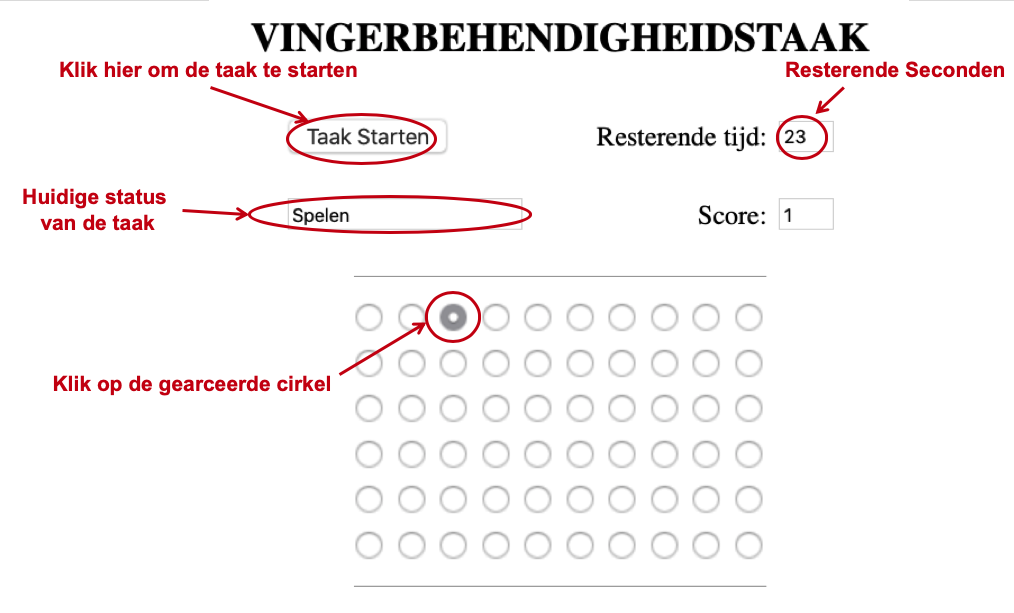 VINGERBEHENDIGHEIDSTAAK
Klik hier om de taak te starten
Resterende Seconden
Taak Starten
Resterende tijd: 23
Huidige status
van de taak
Spelen
Score: 1
Klik op de gearceerde cirkel